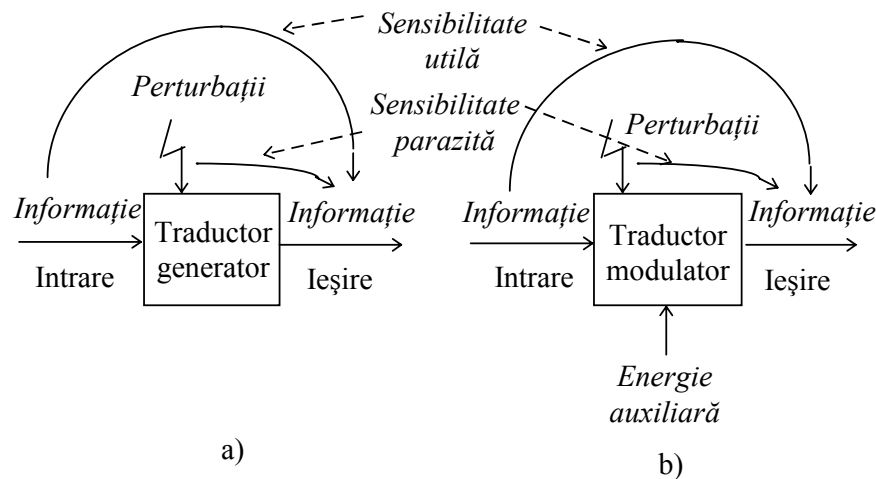 Sensibilitate
utilă
Perturbații
Sensibilitate
parazită
Perturbații
Informație
Traductor
generator
Informație
Intrare
Ieşire
Informație
Traductor
modulator
Informație
Intrare
Ieşire
Energie
auxiliară
a)
b)